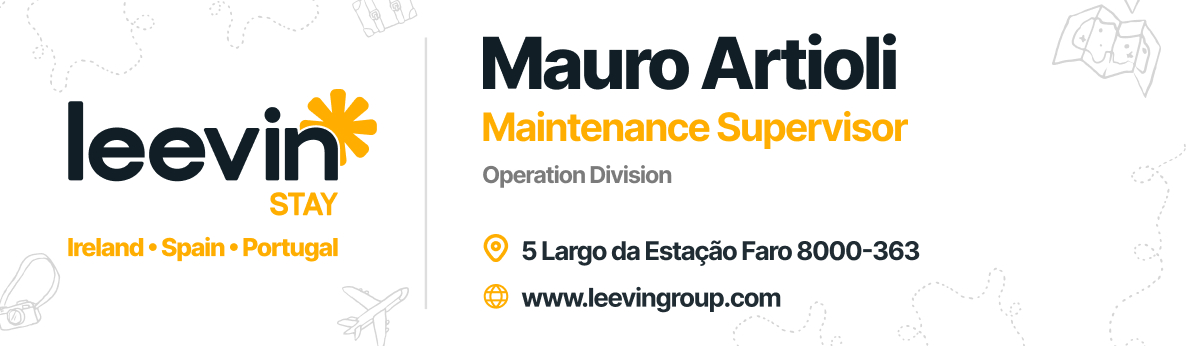 leevin
STAY
Ireland • Spain • Portugal
Mauro Artioli
Maintenance Supervisor
Operation Division
5 Largo da Estação Faro 8000-363
www.leevingroup.com